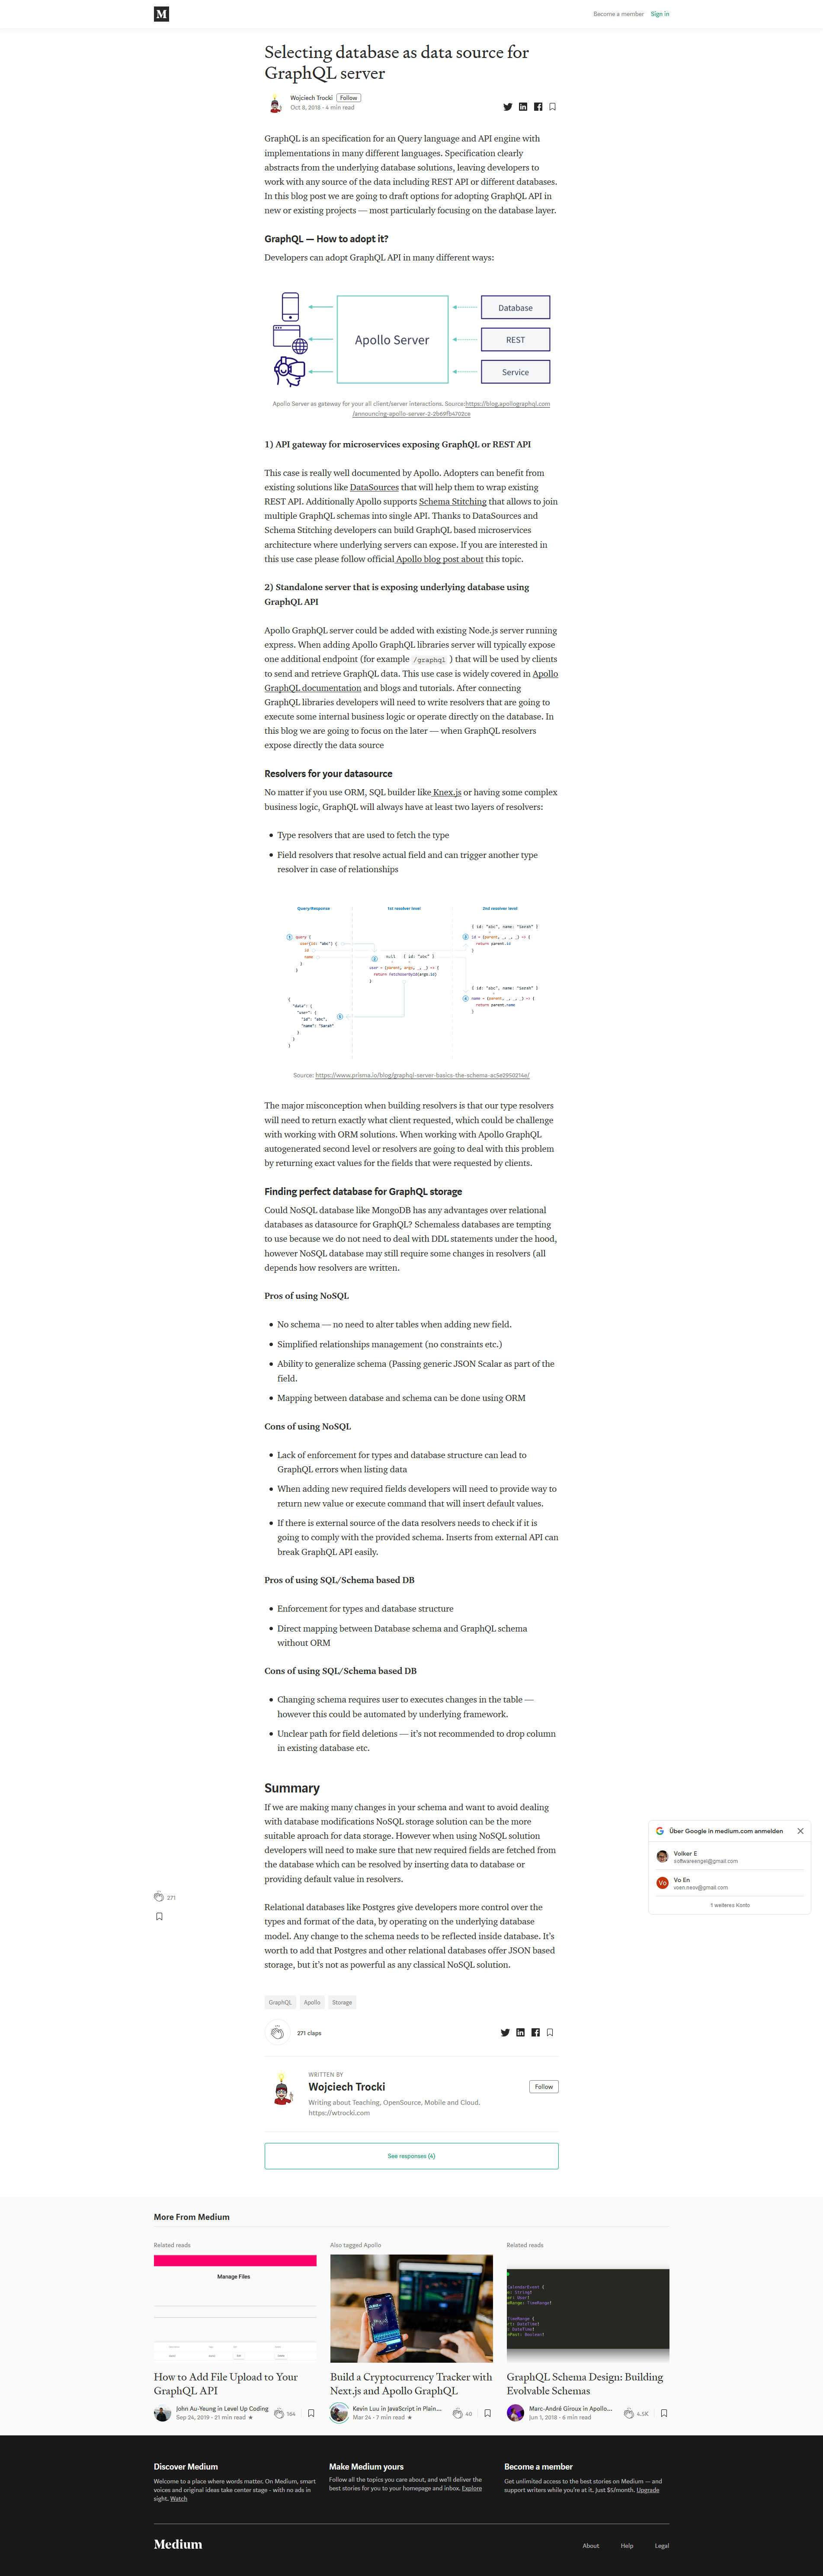 M
Become a member Sign in
Selecting database as data source for
GraphQL server
Wojciech Trocki Follow
Oct 8, 2018 · 4 min read
GraphQL is an specification for an Query language and API engine with
implementations in many different languages. Specification clearly
abstracts from the underlying database solutions, leaving developers to
work with any source of the data including REST API or different databases.
In this blog post we are going to draft options for adopting GraphQL API in
new or existing projects — most particularly focusing on the database layer.
GraphQL — How to adopt it?
Developers can adopt GraphQL API in many different ways:
Apollo Server
Database
REST
Service
Apollo Server as gateway for your all client/server interactions. Source:https://blog.apollographql.com
/announcing-apollo-server-2-2b69fb4702ce
1) API gateway for microservices exposing GraphQL or REST API
This case is really well documented by Apollo. Adopters can benefit from
existing solutions like DataSources that will help them to wrap existing
REST API. Additionally Apollo supports Schema Stitching that allows to join
multiple GraphQL schemas into single API. Thanks to DataSources and
Schema Stitching developers can build GraphQL based microservices
architecture where underlying servers can expose. If you are interested in
this use case please follow official Apollo blog post about this topic.
2) Standalone server that is exposing underlying database using
GraphQL API
Apollo GraphQL server could be added with existing Node.js server running
express. When adding Apollo GraphQL libraries server will typically expose
one additional endpoint (for example /graphql ) that will be used by clients
to send and retrieve GraphQL data. This use case is widely covered in Apollo
GraphQL documentation and blogs and tutorials. After connecting
GraphQL libraries developers will need to write resolvers that are going to
execute some internal business logic or operate directly on the database. In
this blog we are going to focus on the later — when GraphQL resolvers
expose directly the data source
Resolvers for your datasource
No matter if you use ORM, SQL builder like Knex.js or having some complex
business logic, GraphQL will always have at least two layers of resolvers:
● Type resolvers that are used to fetch the type
● Field resolvers that resolve actual field and can trigger another type
resolver in case of relationships
Query/Response 1st resolver level 2nd resolver level
1 query {
user(id: "abc") {
id
name
}
}
2 null { id: "abc" }
user = (parent, args, _, _) => {
return fetchUserById(args.id)
}
{ id: "abc", name: "Sarah" }
3 id = (parent, _, _, _) => {
return parent.id
}
{ id: "abc", name: "Sarah" }
4 name = (parent, _, _, _) => {
return parent.name
}
{
"data": {
"user": {
"id": "abc",
"name": "Sarah"
}
}
}
5
Source: https://www.prisma.io/blog/graphql-server-basics-the-schema-ac5e2950214e/
The major misconception when building resolvers is that our type resolvers
will need to return exactly what client requested, which could be challenge
with working with ORM solutions. When working with Apollo GraphQL
autogenerated second level or resolvers are going to deal with this problem
by returning exact values for the fields that were requested by clients.
Finding perfect database for GraphQL storage
Could NoSQL database like MongoDB has any advantages over relational
databases as datasource for GraphQL? Schemaless databases are tempting
to use because we do not need to deal with DDL statements under the hood,
however NoSQL database may still require some changes in resolvers (all
depends how resolvers are written.
Pros of using NoSQL
● No schema — no need to alter tables when adding new field.
● Simplified relationships management (no constraints etc.)
● Ability to generalize schema (Passing generic JSON Scalar as part of the
field.
● Mapping between database and schema can be done using ORM
Cons of using NoSQL
● Lack of enforcement for types and database structure can lead to
GraphQL errors when listing data
● When adding new required fields developers will need to provide way to
return new value or execute command that will insert default values.
● If there is external source of the data resolvers needs to check if it is
going to comply with the provided schema. Inserts from external API can
break GraphQL API easily.
Pros of using SQL/Schema based DB
● Enforcement for types and database structure
● Direct mapping between Database schema and GraphQL schema
without ORM
Cons of using SQL/Schema based DB
● Changing schema requires user to executes changes in the table —
however this could be automated by underlying framework.
● Unclear path for field deletions — it's not recommended to drop column
in existing database etc.
Summary
If we are making many changes in your schema and want to avoid dealing
with database modifications NoSQL storage solution can be the more
suitable aproach for data storage. However when using NoSQL solution
developers will need to make sure that new required fields are fetched from
the database which can be resolved by inserting data to database or
providing default value in resolvers.
Über Google in medium.com anmelden
Volker E
softwareengel@gmail.com
Vo
Vo En
voen.neov@gmail.com
1 weiteres Konto
271
Relational databases like Postgres give developers more control over the
types and format of the data, by operating on the underlying database
model. Any change to the schema needs to be reflected inside database. It's
worth to add that Postgres and other relational databases offer JSON based
storage, but it's not as powerful as any classical NoSQL solution.
GraphQL Apollo Storage
271 claps
WRITTEN BY
Wojciech Trocki
Follow
Writing about Teaching, OpenSource, Mobile and Cloud.
https://wtrocki.com
See responses (4)
More From Medium
Related reads
Also tagged Apollo
Related reads
Manage Files
CalendarEvent {
TimeRange {
How to Add File Upload to Your
GraphQL API
John Au-Yeung in Level Up Coding
Sep 24, 2019 · 21 min read ★
164
Build a Cryptocurrency Tracker with
Next.js and Apollo GraphQL
Kevin Luu in JavaScript in Plain…
Mar 24 · 7 min read ★
40
GraphQL Schema Design: Building
Evolvable Schemas
Marc-André Giroux in Apollo…
Jun 1, 2018 · 6 min read
4.5K
Discover Medium
Welcome to a place where words matter. On Medium, smart
voices and original ideas take center stage - with no ads in
sight. Watch
Make Medium yours
Follow all the topics you care about, and we'll deliver the
best stories for you to your homepage and inbox. Explore
Become a member
Get unlimited access to the best stories on Medium — and
support writers while you're at it. Just $5/month. Upgrade
Medium
About Help Legal